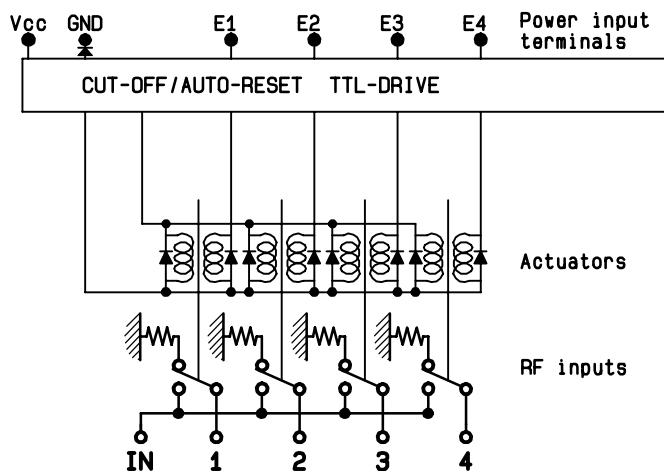 Vcc GND E1 E2 E3 E4 Power input
terminals
CUT-OFF/AUTO-RESET TTL-DRIVE
Actuators
RF inputs
IN 1 2 3 4